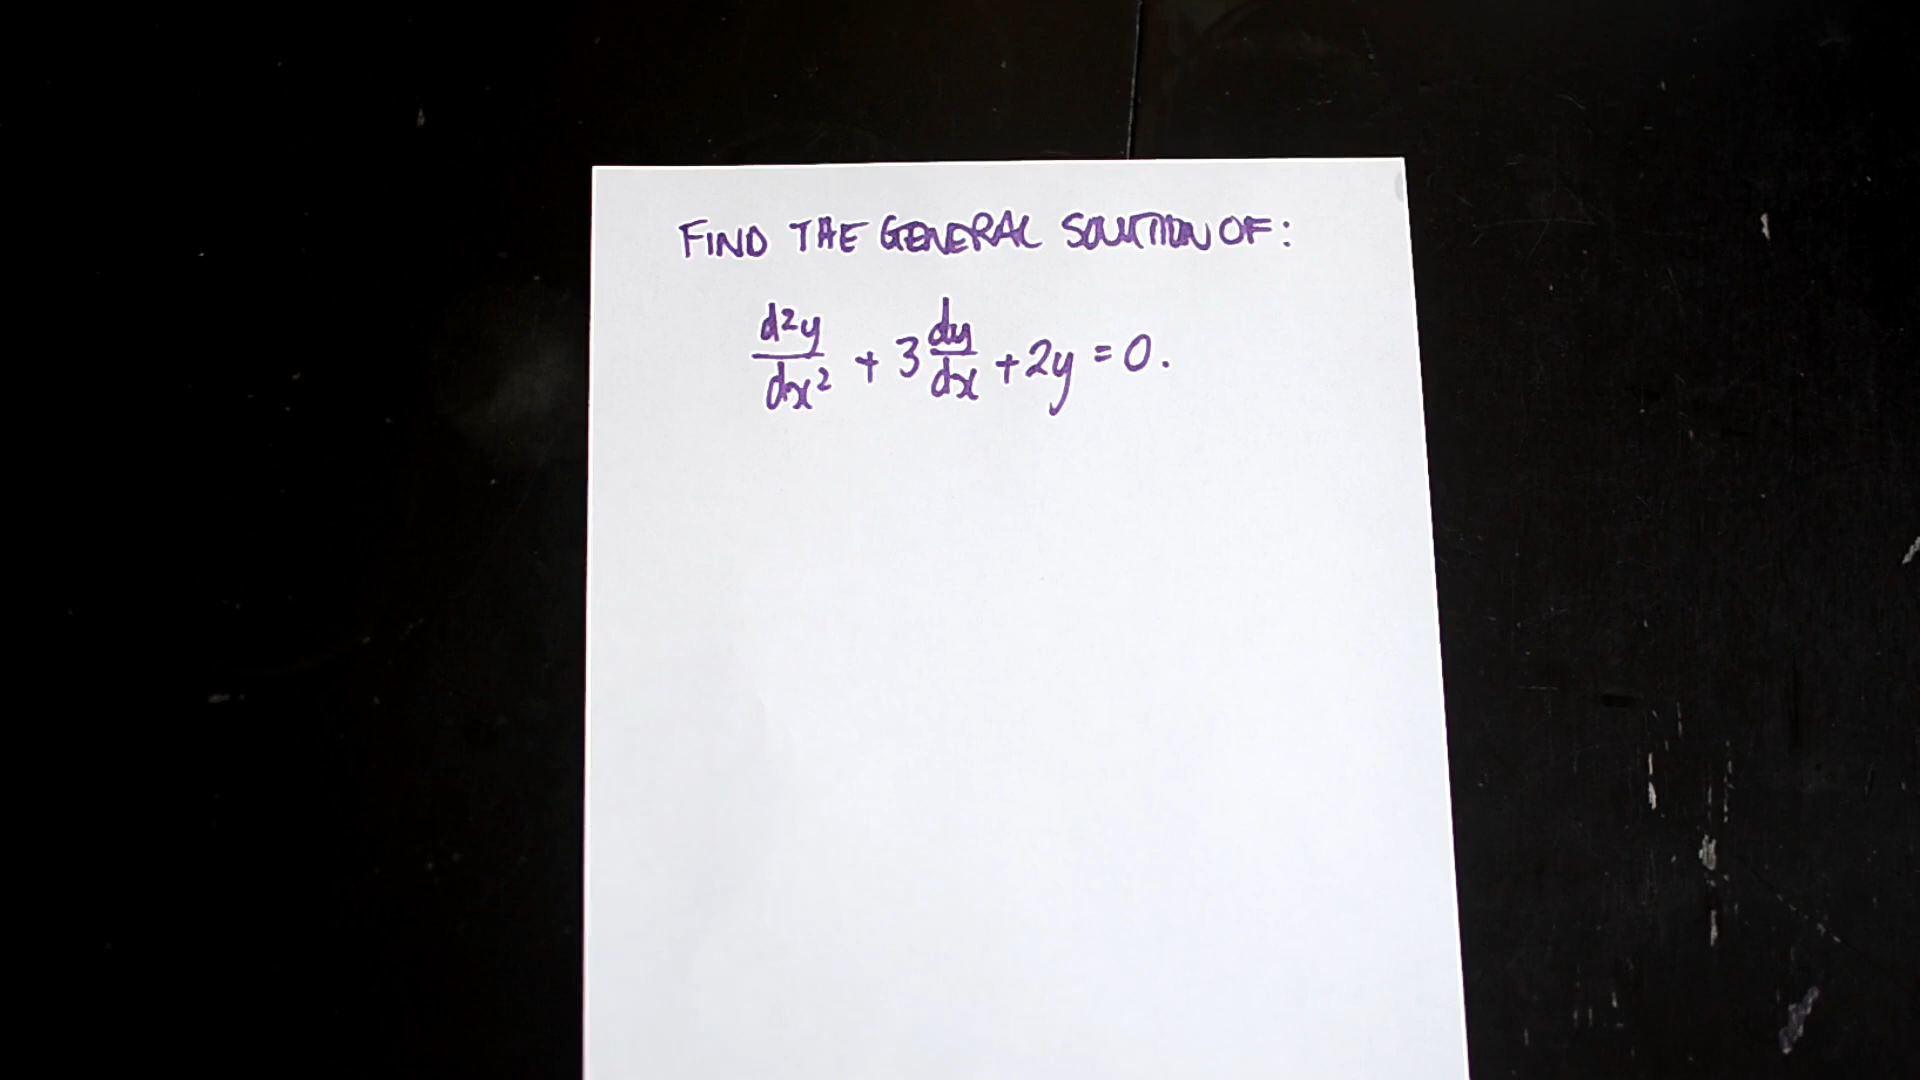 FIND THE GENERAL SOLUTION OF:
d²y/dx² + 3 dy/dx + 2y = 0.